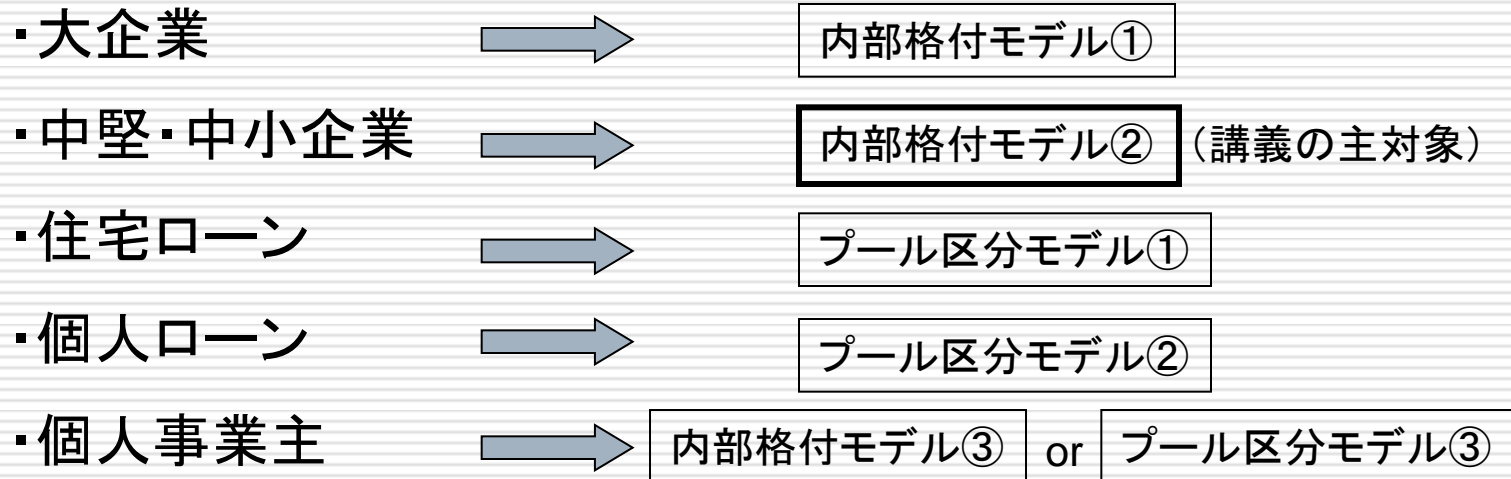 ・大企業 内部格付モデル①
・中堅・中小企業 内部格付モデル② (講義の主対象)
・住宅ローン プール区分モデル①
・個人ローン プール区分モデル②
・個人事業主 内部格付モデル③ or プール区分モデル③